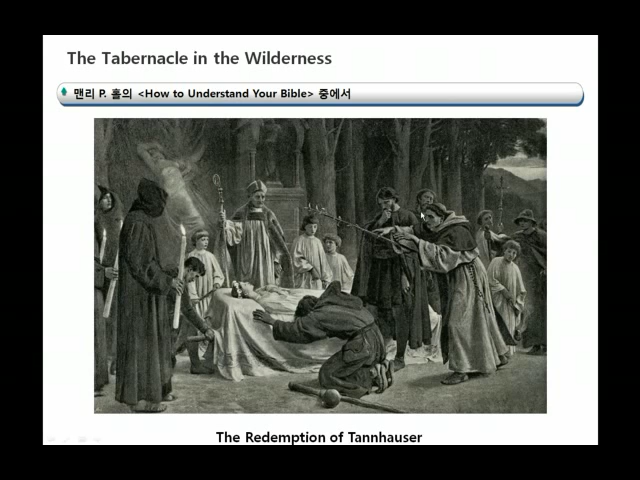 The Tabernacle in the Wilderness
맨리 P. 홀의 <How to Understand Your Bible> 중에서
The Redemption of Tannhauser